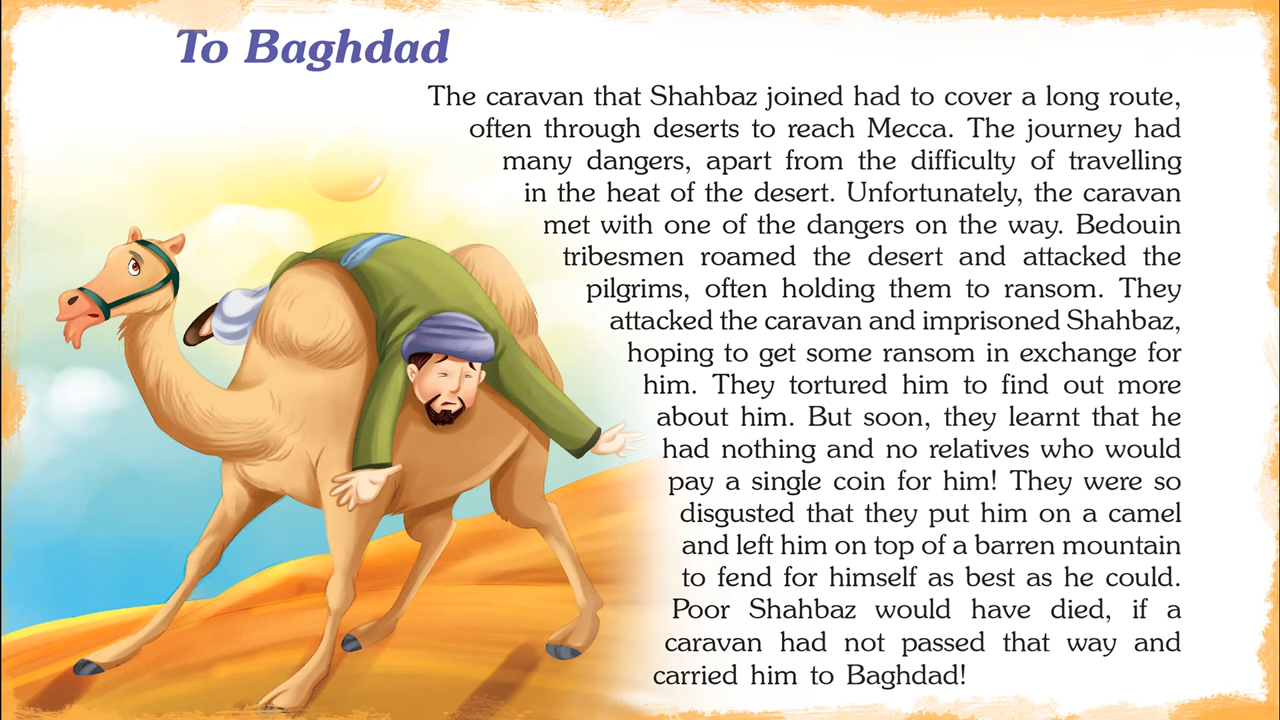 To Baghdad
The caravan that Shahbaz joined had to cover a long route,
often through deserts to reach Mecca. The journey had
many dangers, apart from the difficulty of travelling
in the heat of the desert. Unfortunately, the caravan
met with one of the dangers on the way. Bedouin
tribesmen roamed the desert and attacked the
pilgrims, often holding them to ransom. They
attacked the caravan and imprisoned Shahbaz,
hoping to get some ransom in exchange for
him. They tortured him to find out more
about him. But soon, they learnt that he
had nothing and no relatives who would
pay a single coin for him! They were so
disgusted that they put him on a camel
and left him on top of a barren mountain
to fend for himself as best as he could.
Poor Shahbaz would have died, if a
caravan had not passed that way and
carried him to Baghdad!